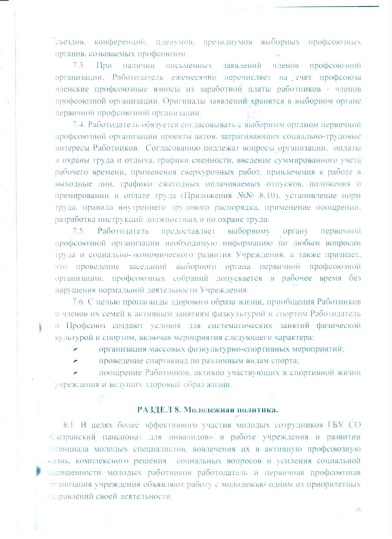 съездов, конференций, пленумов, президиумов выборных профсоюзных
органов, созываемых профсоюзом.
7.3. При наличии письменных заявлений членов профсоюзной
организации, Работодатель ежемесячно перечисляет на счет профсоюза
членские профсоюзные взносы из заработной платы работников - членов
профсоюзной организации. Оригиналы заявлений хранятся в выборном органе
первичной профсоюзной организации.
7.4. Работодатель обязуется согласовывать с выборным органом первичной
профсоюзной организации проекты актов, затрагивающих социально-трудовые
интересы Работников. Согласованию подлежат вопросы организации, оплаты
и охраны труда и отдыха, графики сменности, введение суммированного учета
рабочего времени, применения сверхурочных работ, привлечения к работе в
выходные дни, графики ежегодных оплачиваемых отпусков, положения о
премировании и оплате труда (Приложения №№ 8,10), установление норм
труда, правила внутреннего трудового распорядка, применение поощрений,
разработка инструкций должностных и по охране труда.
7.5. Работодатель предоставляет выборному органу первичной
профсоюзной организации необходимую информацию по любым вопросам
труда и социально-экономического развития Учреждения, а также признает,
что проведение заседаний выборного органа первичной профсоюзной
организации, профсоюзных собраний допускается в рабочее время без
нарушения нормальной деятельности Учреждения.
7.6. С целью пропаганды здорового образа жизни, приобщения Работников
и членов их семей к активным занятиям физкультурой и спортом Работодатель
и Профсоюз создают условия для систематических занятий физической
культурой и спортом, включая мероприятия следующего характера:
организация массовых физкультурно-спортивных мероприятий;
проведение спартакиад по различным видам спорта;
поощрение Работников, активно участвующих в спортивной жизни
учреждения и ведущих здоровый образ жизни.
РАЗДЕЛ 8. Молодежная политика.
8.1. В целях более эффективного участия молодых сотрудников ГБУ СО
«Сызранский пансионат для инвалидов» в работе учреждения и развитии
потенциала молодых специалистов, вовлечения их в активную профсоюзную
жизнь, комплексного решения социальных вопросов и усиления социальной
защищенности молодых работников работодатель и первичная профсоюзная
организация учреждения объявляют работу с молодежью одним из приоритетных
направлений своей деятельности.